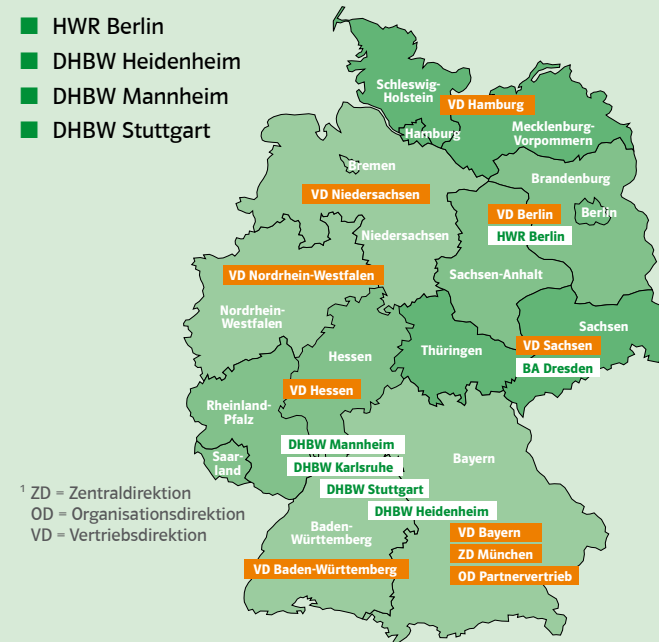 HWR Berlin
DHBW Heidenheim
DHBW Mannheim
DHBW Stuttgart
Schleswig-
Holstein
VD Hamburg
Hamburg
Mecklenburg-
Vorpommern
Bremen
Brandenburg
VD Niedersachsen
VD Berlin
Berlin
HWR Berlin
Niedersachsen
VD Nordrhein-Westfalen
Sachsen-Anhalt
Nordrhein-
Westfalen
Sachsen
VD Sachsen
Hessen
Thüringen
BA Dresden
VD Hessen
Rheinland-
Pfalz
DHBW Mannheim
Saar-
land
DHBW Karlsruhe
Bayern
DHBW Stuttgart
DHBW Heidenheim
Baden-
Württemberg
VD Bayern
ZD München
VD Baden-Württemberg
OD Partnervertrieb
¹ ZD = Zentraldirektion
OD = Organisationsdirektion
VD = Vertriebsdirektion